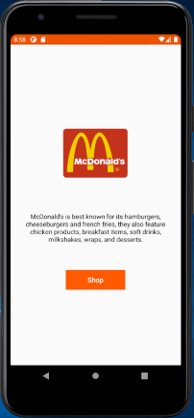 8:58
McDonald's
®
McDonald's is best known for its hamburgers,
cheeseburgers and french fries, they also feature
chicken products, breakfast items, soft drinks,
milkshakes, wraps, and desserts.
Shop